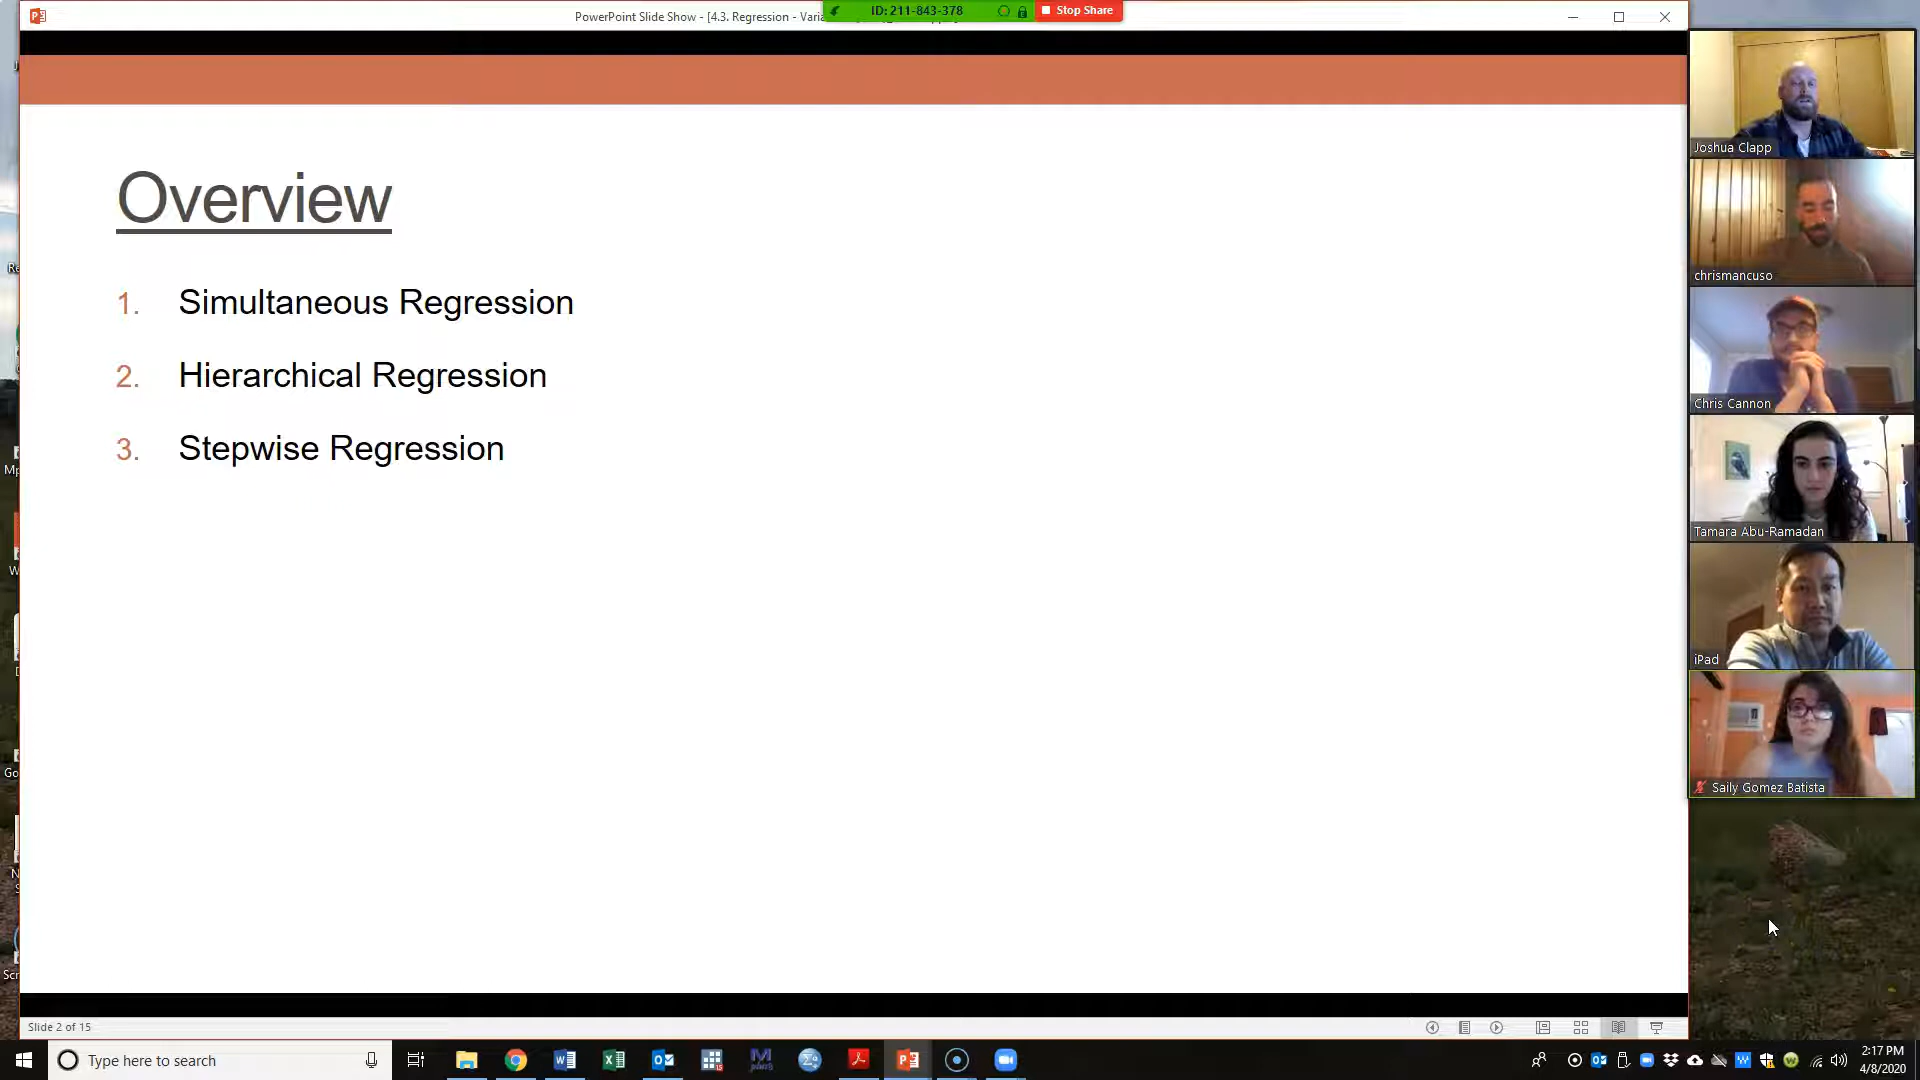 PowerPoint Slide Show - [4.3. Regression - Varia
ID: 211-843-378
Stop Share
Overview
1. Simultaneous Regression
2. Hierarchical Regression
3. Stepwise Regression
Joshua Clapp
chrismancuso
Chris Cannon
Tamara Abu-Ramadan
iPad
Saily Gomez Batista
Slide 2 of 15
Type here to search
2:17 PM
4/8/2020